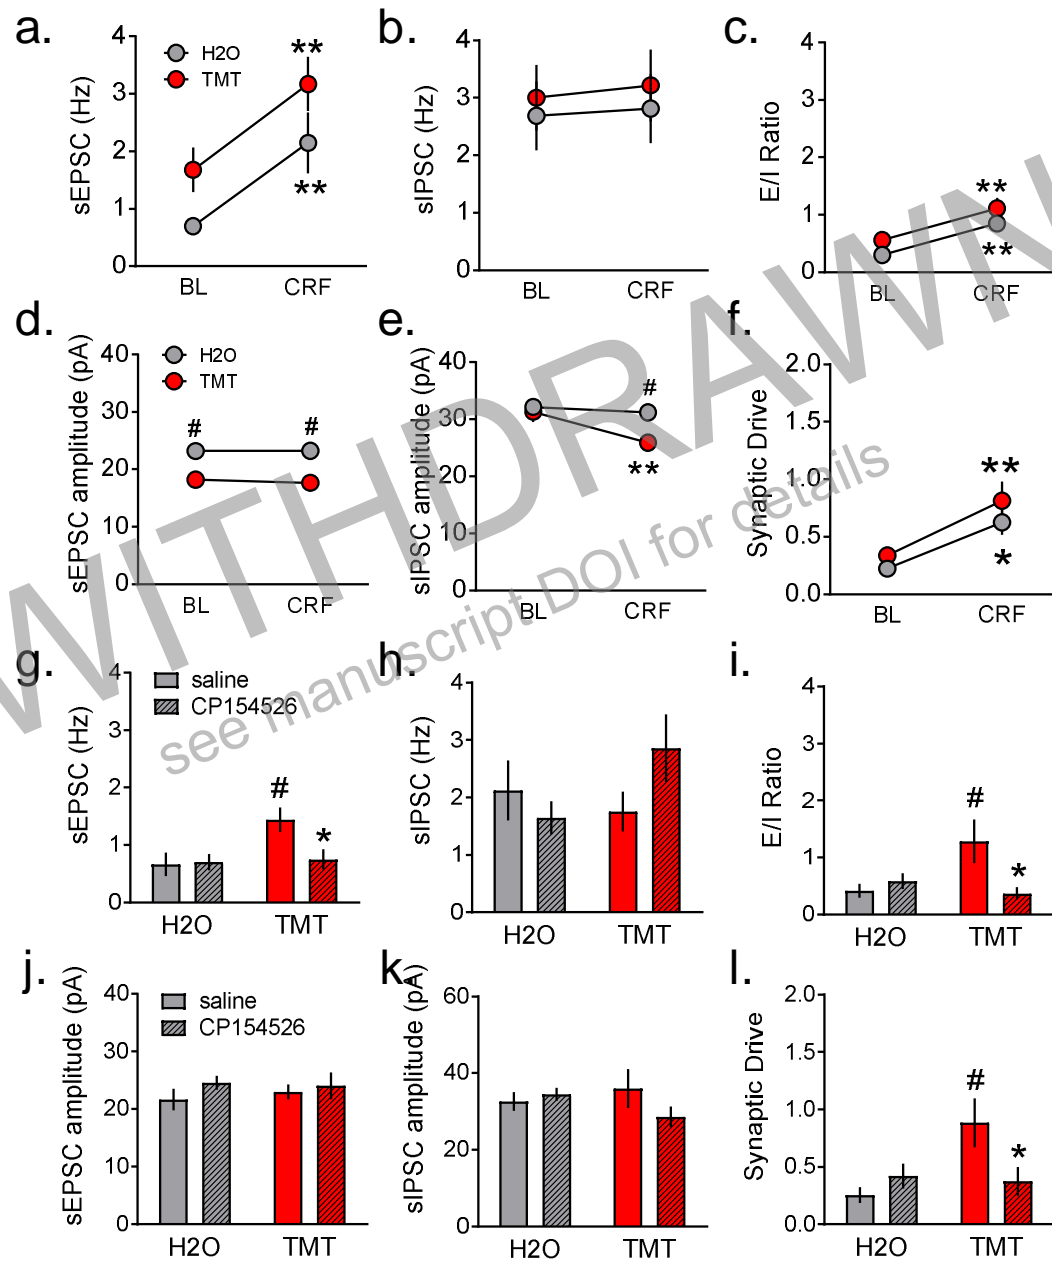 a.
sEPSC (Hz)
4
3
2
1
0
H2O
TMT
**
**
BL
CRF
b.
sIPSC (Hz)
4
3
2
1
0
BL
CRF
c.
E/I Ratio
4
3
2
1
0
**
**
BL
CRF
d.
sEPSC amplitude (pA)
40
30
20
10
0
H2O
TMT
#
#
BL
CRF
e.
sIPSC amplitude (pA)
40
30
20
10
0
#
**
BL
CRF
f.
Synaptic Drive
2.0
1.5
1.0
0.5
0.0
**
*
BL
CRF
WITHDRAWN
see manuscript DOI for details
g.
sEPSC (Hz)
4
3
2
1
0
saline
CP154526
#
*
H2O
TMT
h.
sIPSC (Hz)
4
3
2
1
0
H2O
TMT
i.
E/I Ratio
4
3
2
1
0
#
*
H2O
TMT
j.
sEPSC amplitude (pA)
40
30
20
10
0
saline
CP154526
H2O
TMT
k.
sIPSC amplitude (pA)
60
40
20
0
H2O
TMT
l.
Synaptic Drive
2.0
1.5
1.0
0.5
0.0
#
*
H2O
TMT